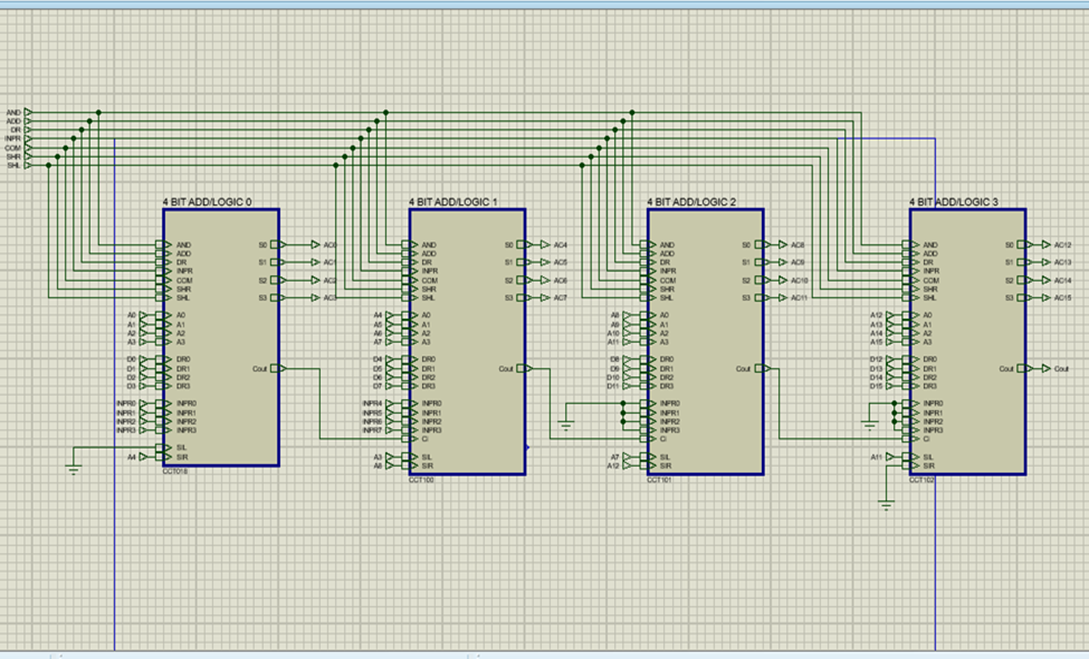 AND
ADD
DR
INPR
COM
SHR
SHL
4 BIT ADD/LOGIC 0
AND
ADD
DR
INPR
COM
SHR
SHL
S0 AC0
S1 AC1
S2 AC2
S3 AC3
A0 A0
A1 A1
A2 A2
A3 A3
D0 DR0
D1 DR1
D2 DR2
D3 DR3
Cout
INPR0 INPR0
INPR1 INPR1
INPR2 INPR2
INPR3 INPR3
SIL
A4 SIR
CCT018
4 BIT ADD/LOGIC 1
AND
ADD
DR
INPR
COM
SHR
SHL
S0 AC4
S1 AC5
S2 AC6
S3 AC7
A4 A0
A5 A1
A6 A2
A7 A3
D4 DR0
D5 DR1
D6 DR2
D7 DR3
Cout
INPR4 INPR0
INPR5 INPR1
INPR6 INPR2
INPR7 INPR3
Ci
A3 SIL
A8 SIR
CCT100
4 BIT ADD/LOGIC 2
AND
ADD
DR
INPR
COM
SHR
SHL
S0 AC8
S1 AC9
S2 AC10
S3 AC11
A8 A0
A9 A1
A10 A2
A11 A3
D8 DR0
D9 DR1
D10 DR2
D11 DR3
Cout
INPR0
INPR1
INPR2
INPR3
Ci
A7 SIL
A12 SIR
CCT101
4 BIT ADD/LOGIC 3
AND
ADD
DR
INPR
COM
SHR
SHL
S0 AC12
S1 AC13
S2 AC14
S3 AC15
A12 A0
A13 A1
A14 A2
A15 A3
D12 DR0
D13 DR1
D14 DR2
D15 DR3
Cout Cout
INPR0
INPR1
INPR2
INPR3
Ci
A11 SIL
SIR
CCT102